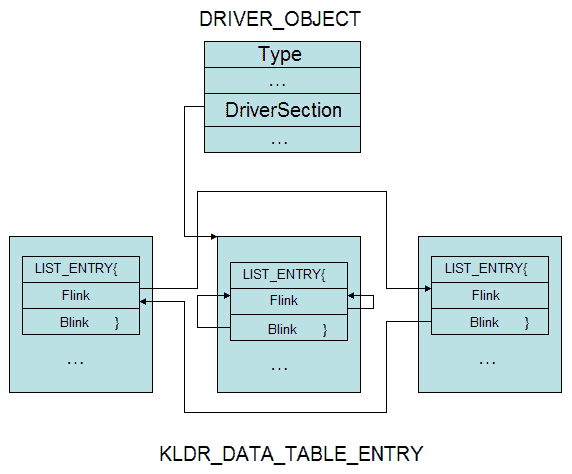 DRIVER_OBJECT
Type
...
DriverSection
...
LIST_ENTRY{
Flink
Blink }
...
LIST_ENTRY{
Flink
Blink }
...
LIST_ENTRY{
Flink
Blink }
...
KLDR_DATA_TABLE_ENTRY